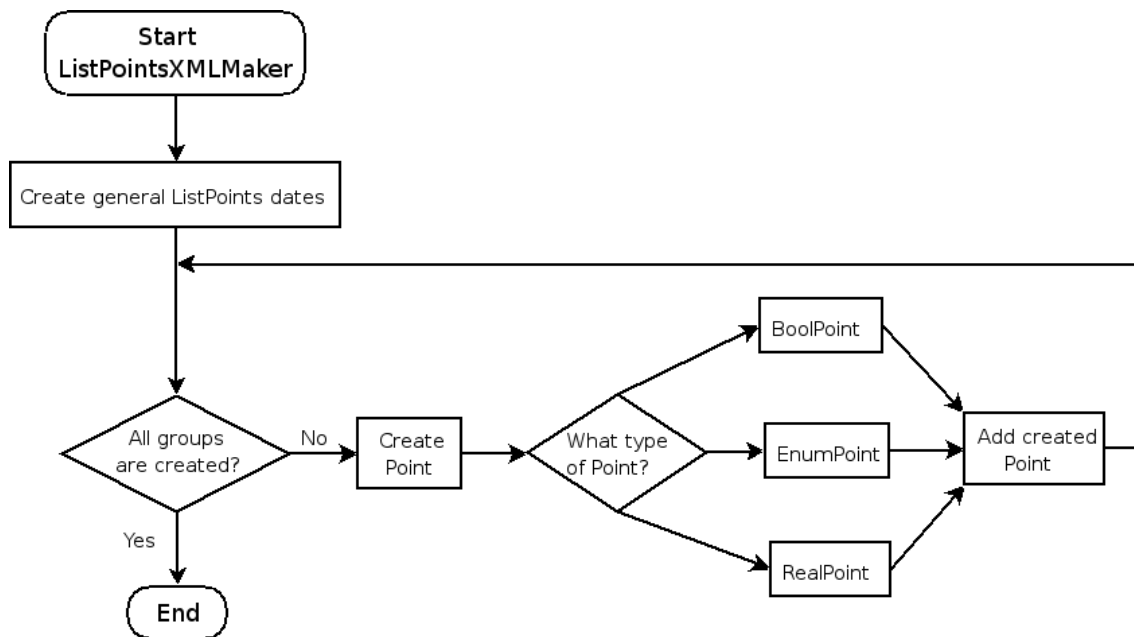 Start
ListPointsXMLMaker
Create general ListPoints dates
BoolPoint
All groups
are created?
No
Create
Point
What type
of Point?
EnumPoint
Add created
Point
Yes
RealPoint
End